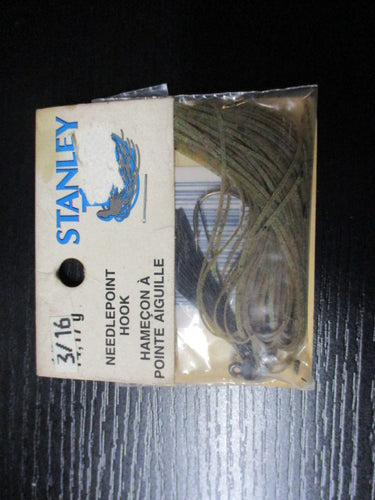 STANLEY
NEEDLEPOINT
HOOK
HAMEÇON À
POINTE AIGUILLE
3/16